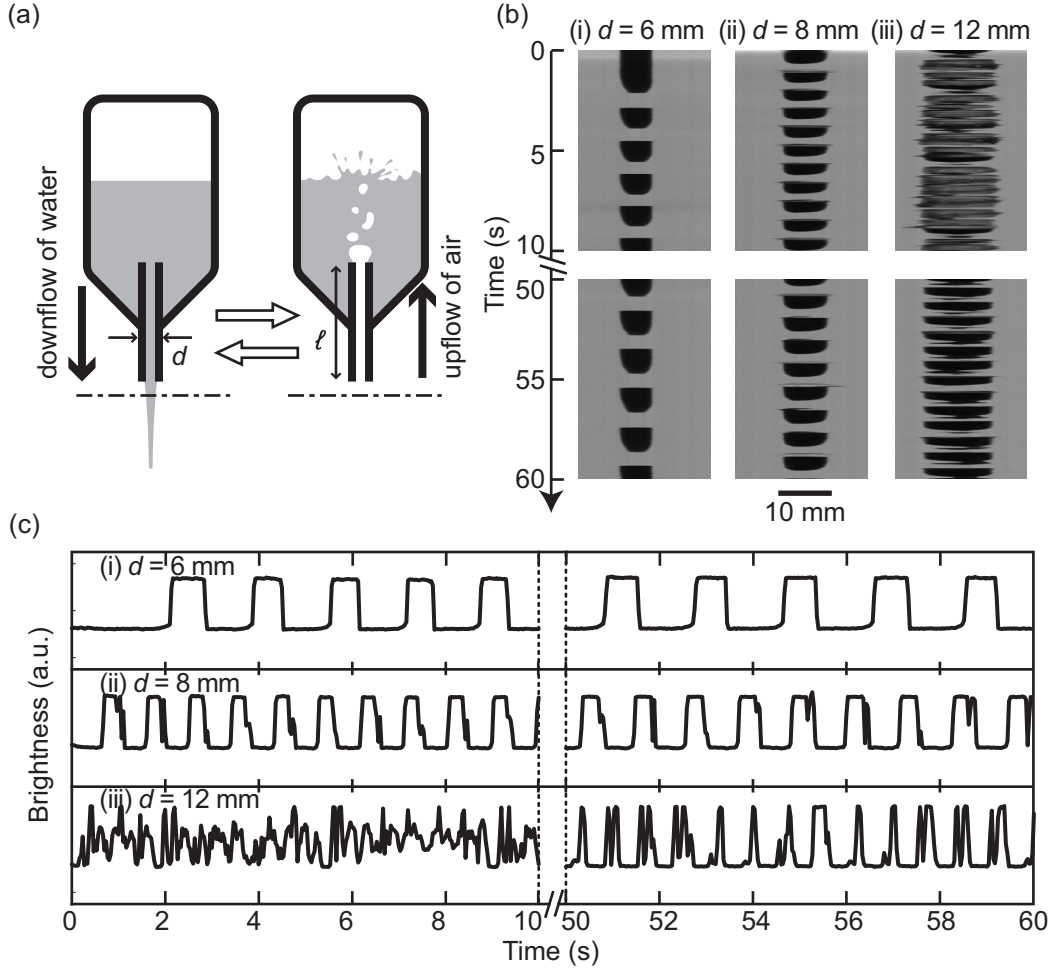 (a)
downflow of water
d
ℓ
upflow of air
(b)
(i) d = 6 mm (ii) d = 8 mm (iii) d = 12 mm
0
5
10
50
55
60
Time (s)
10 mm
(c)
(i) d = 6 mm
(ii) d = 8 mm
(iii) d = 12 mm
Brightness (a.u.)
0 2 4 6 8 10 50 52 54 56 58 60
Time (s)